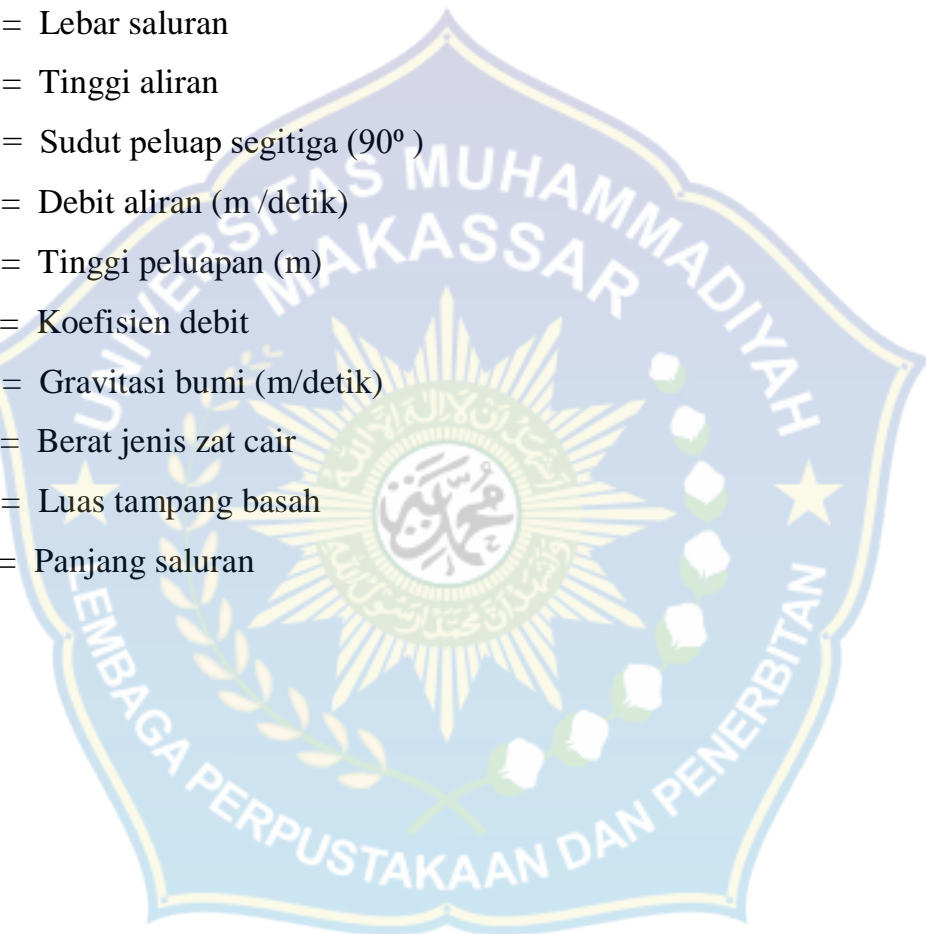 = Lebar saluran
= Tinggi aliran
= Sudut peluap segitiga (90º )
= Debit aliran (m /detik)
= Tinggi peluapan (m)
= Koefisien debit
= Gravitasi bumi (m/detik)
= Berat jenis zat cair
= Luas tampang basah
= Panjang saluran
UNIVERSITAS MUHAMMADIYAH
MAKASSAR
LEMBAGA PERPUSTAKAAN DAN PENERBITAN